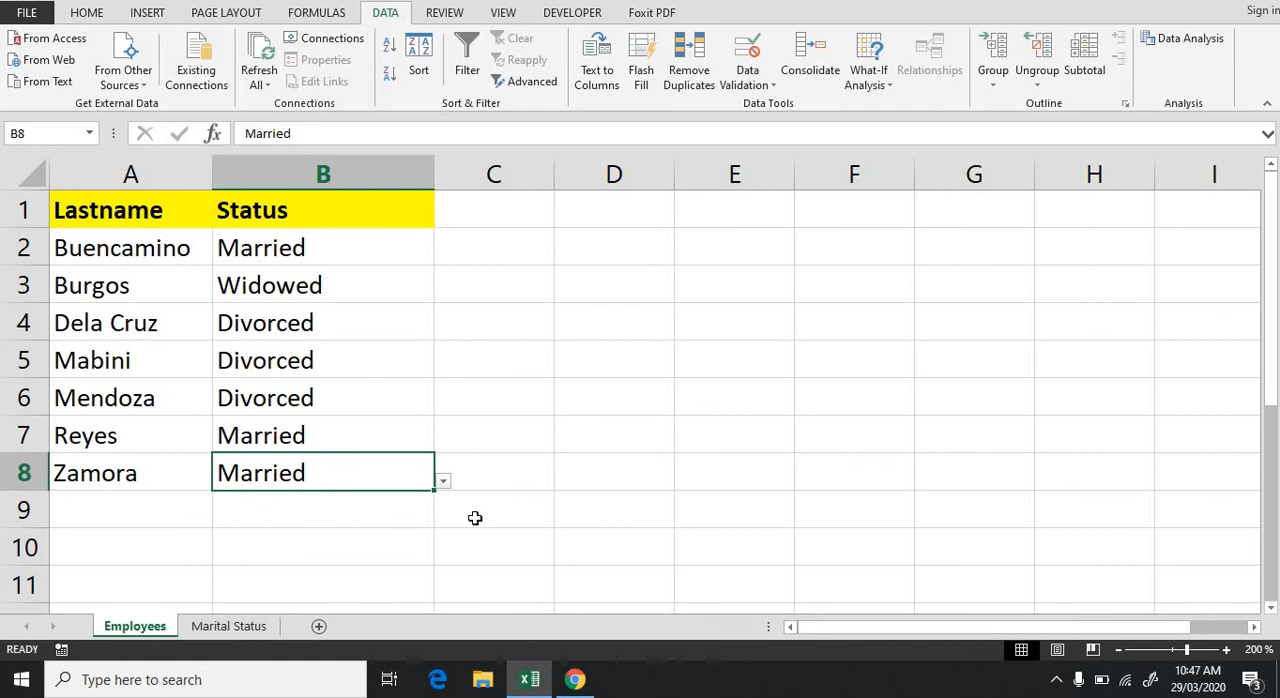 FILE HOME INSERT PAGE LAYOUT FORMULAS DATA REVIEW VIEW DEVELOPER Foxit PDF Sign in
From Access
From Web
From Text
From Other Sources
Existing Connections
Get External Data
Refresh All
Connections
Properties
Edit Links
Connections
Sort
Filter
Clear
Reapply
Advanced
Sort & Filter
Text to Columns
Flash Fill
Remove Duplicates
Data Validation
Consolidate
What-If Analysis
Relationships
Data Tools
Group
Ungroup
Subtotal
Outline
Data Analysis
Analysis
B8 fx Married
A B C D E F G H I
1 Lastname Status
2 Buencamino Married
3 Burgos Widowed
4 Dela Cruz Divorced
5 Mabini Divorced
6 Mendoza Divorced
7 Reyes Married
8 Zamora Married
9
10
11
Employees Marital Status
READY 200 %
Type here to search
10:47 AM
29/03/2020
3